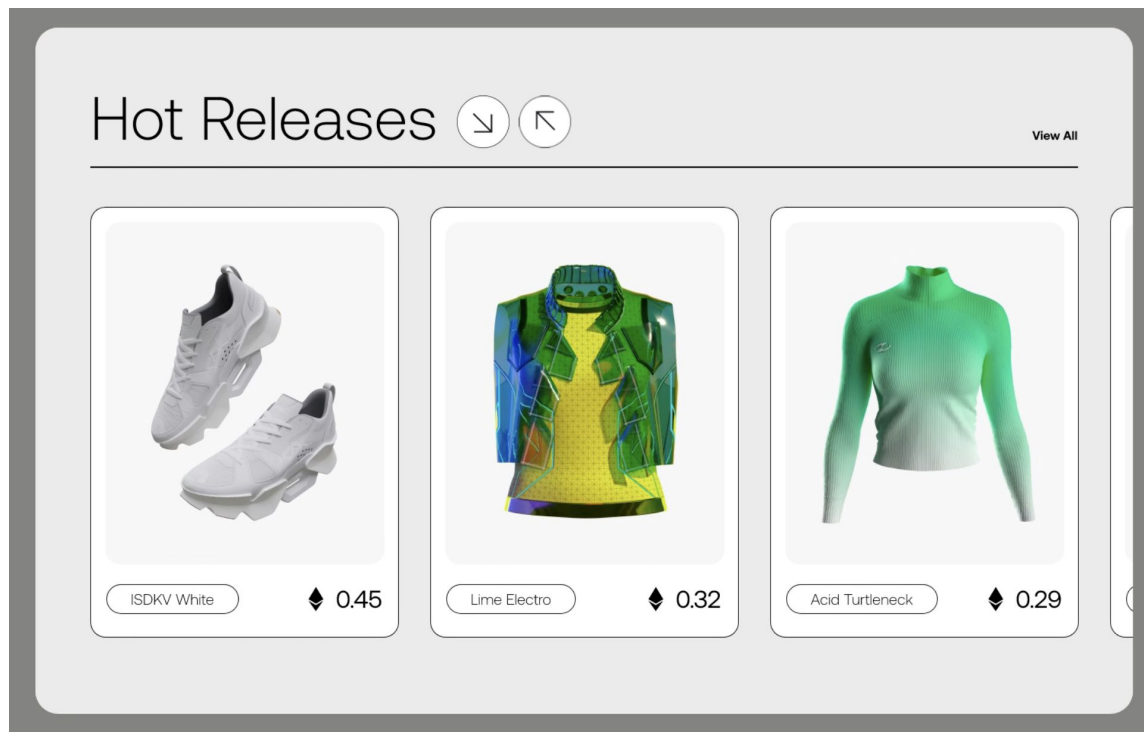 Hot Releases
View All
ISDKV White
0.45
Lime Electro
0.32
Acid Turtleneck
0.29